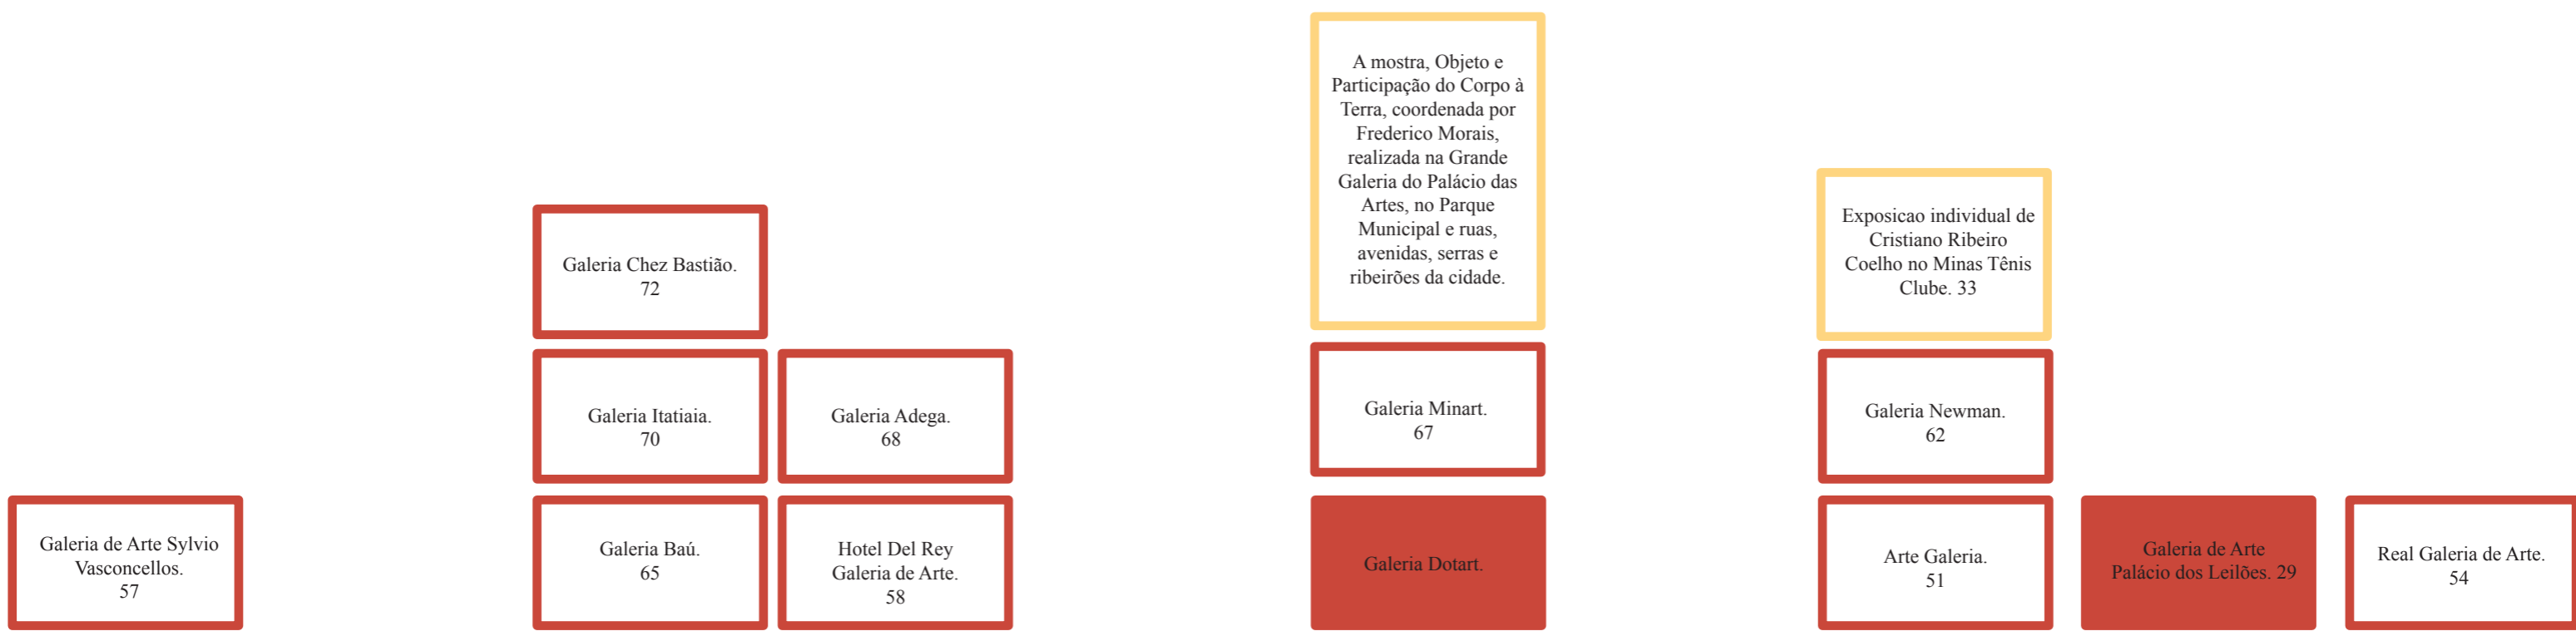 A mostra, Objeto e
Participação do Corpo à
Terra, coordenada por
Frederico Morais,
realizada na Grande
Galeria do Palácio das
Artes, no Parque
Municipal e ruas,
avenidas, serras e
ribeirões da cidade.
Galeria Chez Bastião.
72
Exposicao individual de
Cristiano Ribeiro
Coelho no Minas Tênis
Clube. 33
Galeria Itatiaia.
70
Galeria Adega.
68
Galeria Minart.
67
Galeria Newman.
62
Galeria de Arte Sylvio
Vasconcellos.
57
Galeria Baú.
65
Hotel Del Rey
Galeria de Arte.
58
Galeria Dotart.
Arte Galeria.
51
Galeria de Arte
Palácio dos Leilões. 29
Real Galeria de Arte.
54